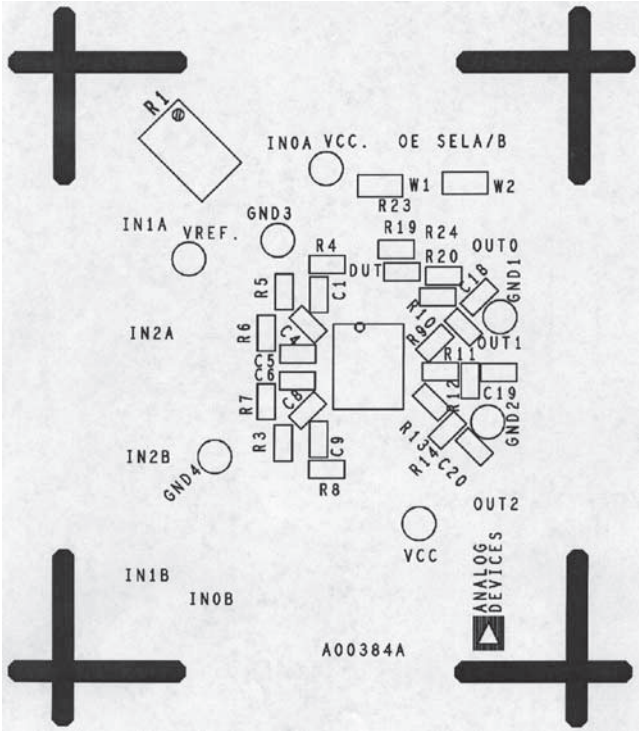 R1
IN0A VCC. OE SELA/B
W1 W2
R23
IN1A VREF. GND3
R19 R24
OUT0
R4 DUT R20
R5 C1 C18 GND1
R10
IN2A R6 C4 R9 OUT1
C5 R11
C6
R7 C8 R12 C19
GND2
R3 C9 R13
IN2B GND4 R14 C20
R8
OUT2
VCC
ANALOG
DEVICES
IN1B
IN0B
A00384A